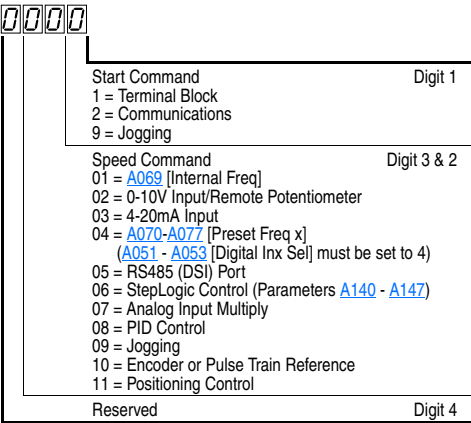 0000
Start Command Digit 1
1 = Terminal Block
2 = Communications
9 = Jogging
Speed Command Digit 3 & 2
01 = A069 [Internal Freq]
02 = 0-10V Input/Remote Potentiometer
03 = 4-20mA Input
04 = A070-A077 [Preset Freq x]
(A051 - A053 [Digital Inx Sel] must be set to 4)
05 = RS485 (DSI) Port
06 = StepLogic Control (Parameters A140 - A147)
07 = Analog Input Multiply
08 = PID Control
09 = Jogging
10 = Encoder or Pulse Train Reference
11 = Positioning Control
Reserved Digit 4